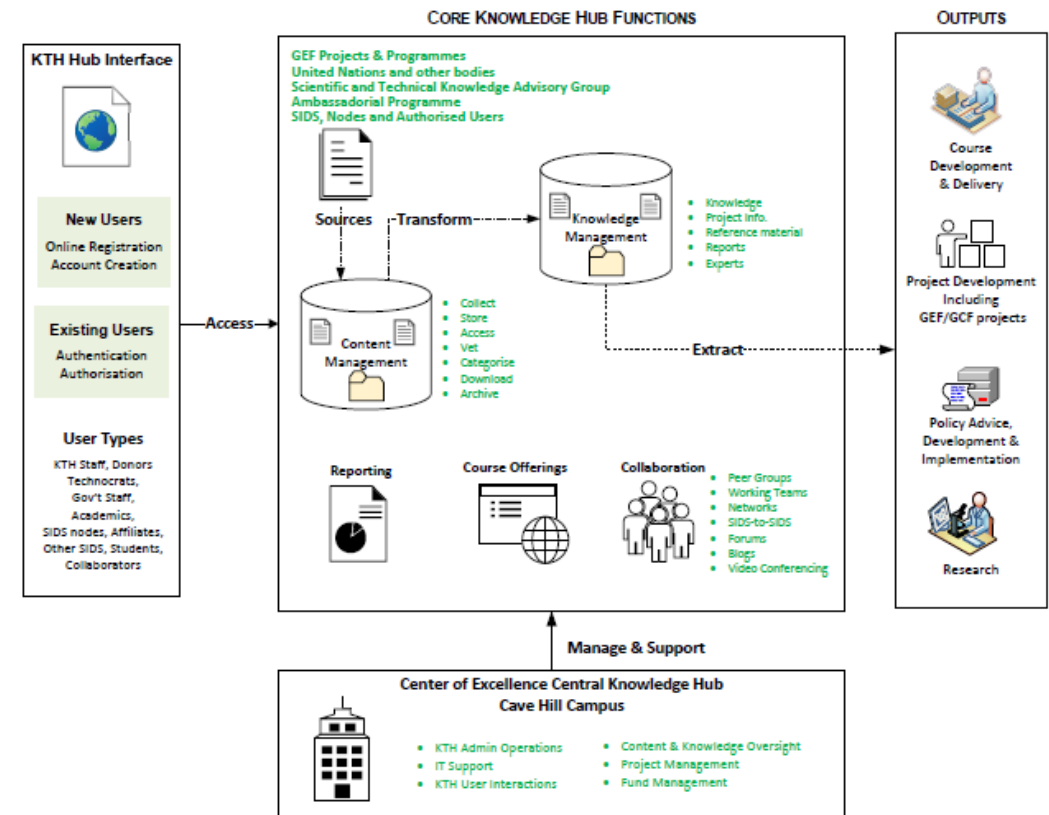 CORE KNOWLEDGE HUB FUNCTIONS
OUTPUTS
KTH Hub Interface
New Users
Online Registration
Account Creation
Existing Users
Authentication
Authorisation
User Types
KTH Staff, Donors
Technocrats,
Gov't Staff,
Academics,
SIDS nodes, Affiliates,
Other SIDS, Students,
Collaborators
Access
GEF Projects & Programmes
United Nations and other bodies
Scientific and Technical Knowledge Advisory Group
Ambassadorial Programme
SIDS, Nodes and Authorised Users
Sources
Transform
Knowledge
Management
• Knowledge
• Project Info.
• Reference material
• Reports
• Experts
Content
Management
• Collect
• Store
• Access
• Vet
• Categorise
• Download
• Archive
Extract
Reporting
Course Offerings
Collaboration
• Peer Groups
• Working Teams
• Networks
• SIDS-to-SIDS
• Forums
• Blogs
• Video Conferencing
Course
Development
& Delivery
Project Development
Including
GEF/GCF projects
Policy Advice,
Development &
Implementation
Research
Manage & Support
Center of Excellence Central Knowledge Hub
Cave Hill Campus
• KTH Admin Operations
• IT Support
• KTH User Interactions
• Content & Knowledge Oversight
• Project Management
• Fund Management